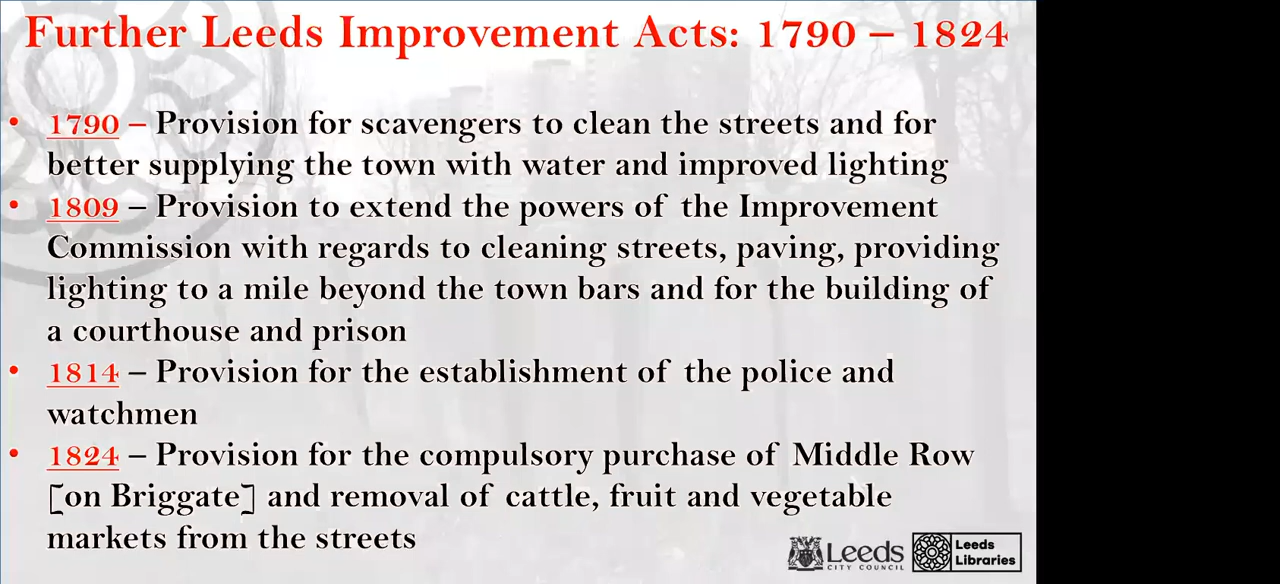 Further Leeds Improvement Acts: 1790 – 1824
• 1790 – Provision for scavengers to clean the streets and for
better supplying the town with water and improved lighting
• 1809 – Provision to extend the powers of the Improvement
Commission with regards to cleaning streets, paving, providing
lighting to a mile beyond the town bars and for the building of
a courthouse and prison
• 1814 – Provision for the establishment of the police and
watchmen
• 1824 – Provision for the compulsory purchase of Middle Row
[on Briggate] and removal of cattle, fruit and vegetable
markets from the streets
Leeds
CITY COUNCIL
Leeds
Libraries